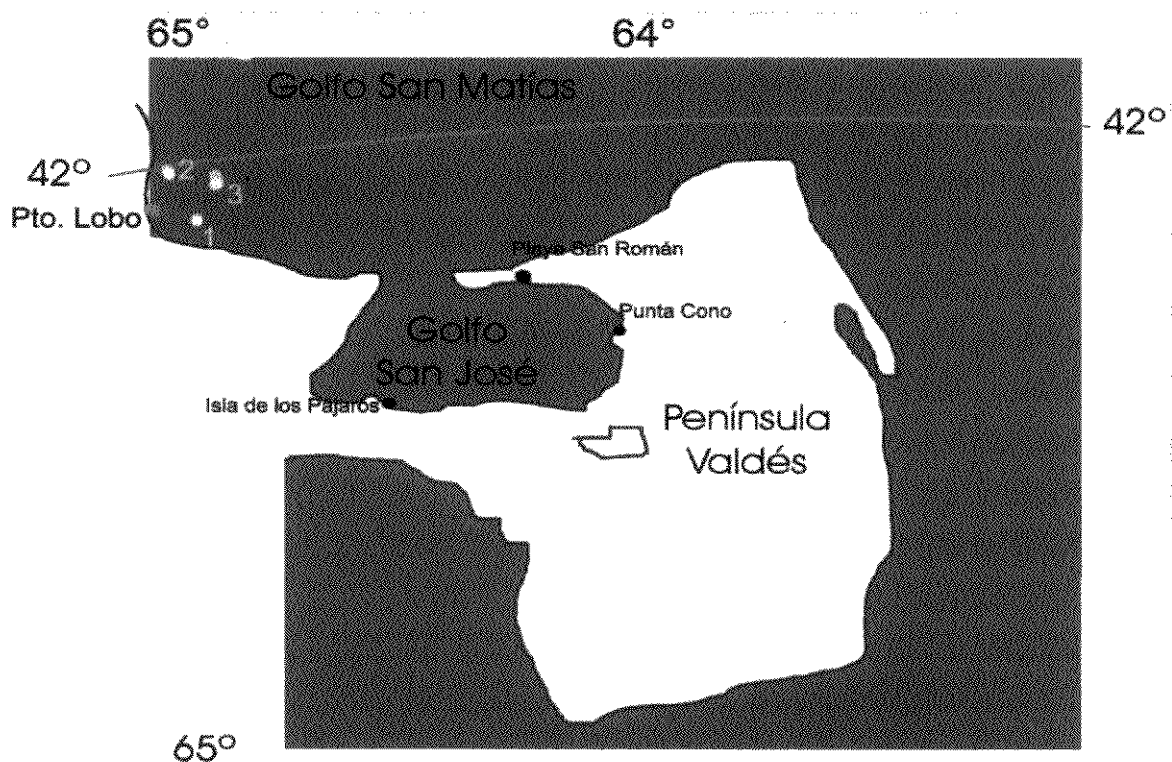 65°
64°
Golfo San Matías
42°
42°
2
3
Pto. Lobo
1
Playa San Román
Punta Cono
Golfo
San José
Isla de los Pájaros
Península
Valdés
65°